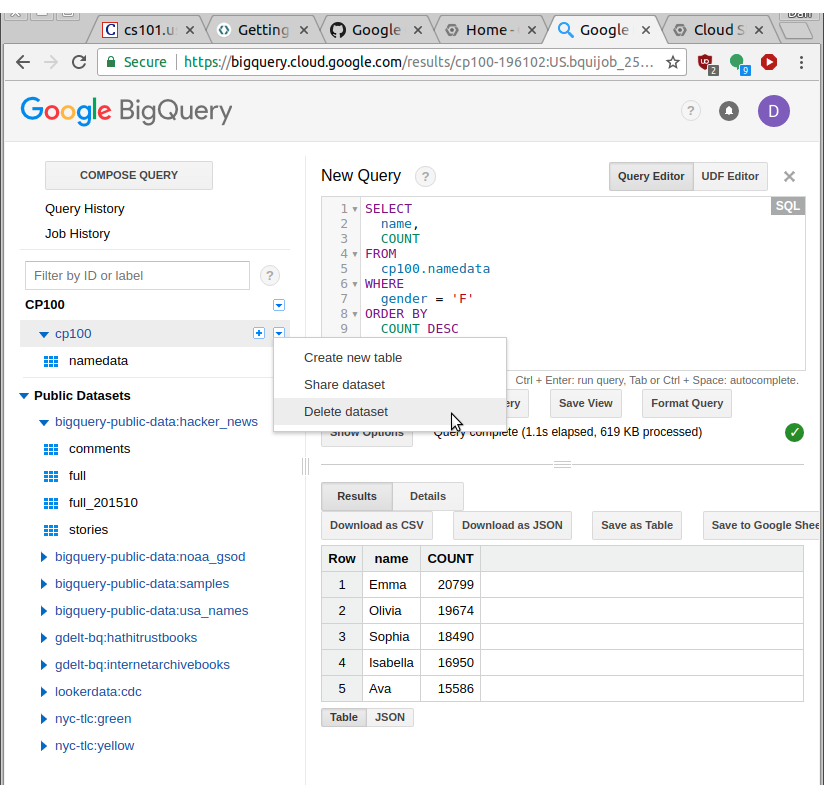 Dan
cs101.u
Getting
Google
Home -
Google
Cloud S
Secure
https://bigquery.cloud.google.com/results/cp100-196102:US.bquijob_25...
2
9
Google BigQuery
?
D
COMPOSE QUERY
Query History
Job History
Filter by ID or label
?
CP100
cp100
namedata
Public Datasets
bigquery-public-data:hacker_news
comments
full
full_201510
stories
bigquery-public-data:noaa_gsod
bigquery-public-data:samples
bigquery-public-data:usa_names
gdelt-bq:hathitrustbooks
gdelt-bq:internetarchivebooks
lookerdata:cdc
nyc-tlc:green
nyc-tlc:yellow
New Query ?
Query Editor UDF Editor
SQL
1 SELECT
2 name,
3 COUNT
4 FROM
5 cp100.namedata
6 WHERE
7 gender = 'F'
8 ORDER BY
9 COUNT DESC
Create new table
Share dataset
Delete dataset
Ctrl + Enter: run query, Tab or Ctrl + Space: autocomplete.
ery Save View Format Query
Show Options Query complete (1.1s elapsed, 619 KB processed)
Results Details
Download as CSV Download as JSON Save as Table Save to Google Shee
Row name COUNT
1 Emma 20799
2 Olivia 19674
3 Sophia 18490
4 Isabella 16950
5 Ava 15586
Table JSON